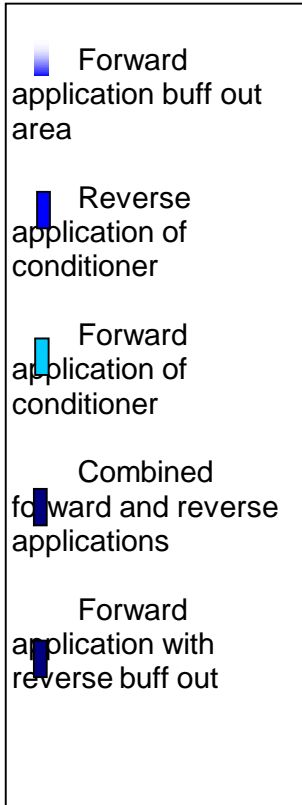 Forward
application buff out
area
Reverse
application of
conditioner
Forward
application of
conditioner
Combined
forward and reverse
applications
Forward
application with
reverse buff out